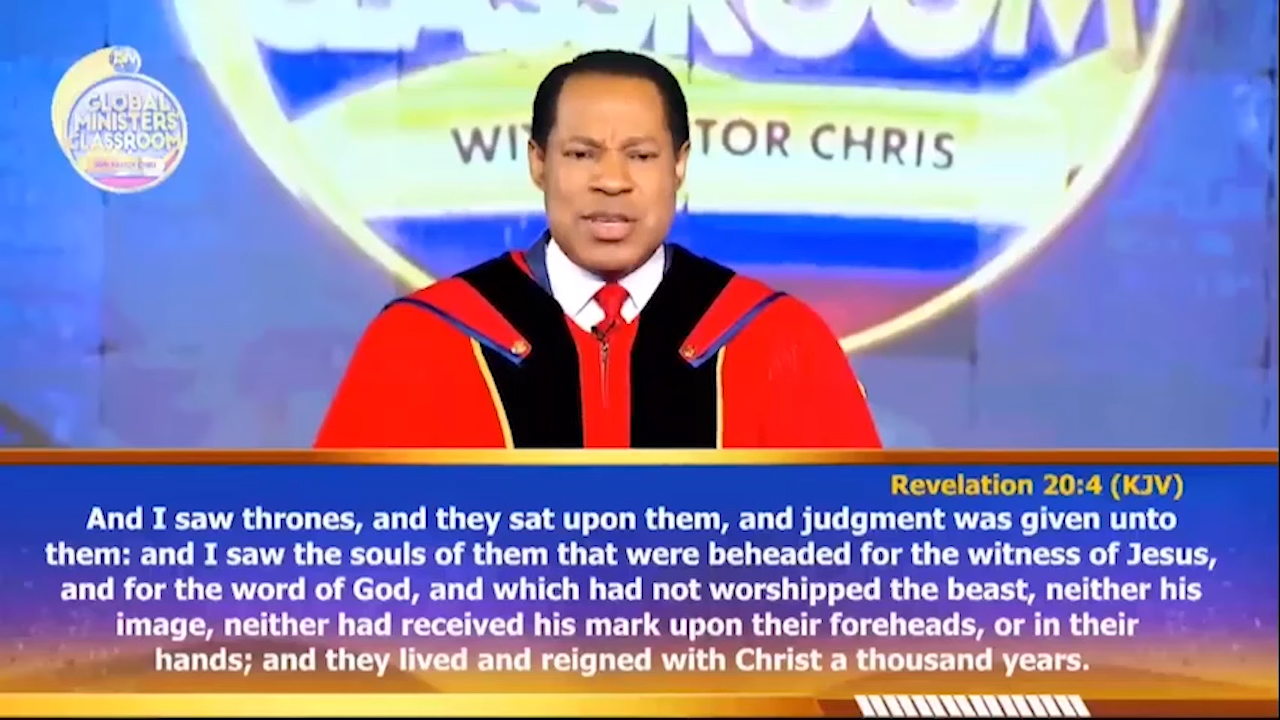 GLOBAL
MINISTERS'
CLASSROOM
CLASSROOM
WITH PASTOR CHRIS
Revelation 20:4 (KJV)
And I saw thrones, and they sat upon them, and judgment was given unto
them: and I saw the souls of them that were beheaded for the witness of Jesus,
and for the word of God, and which had not worshipped the beast, neither his
image, neither had received his mark upon their foreheads, or in their
hands; and they lived and reigned with Christ a thousand years.